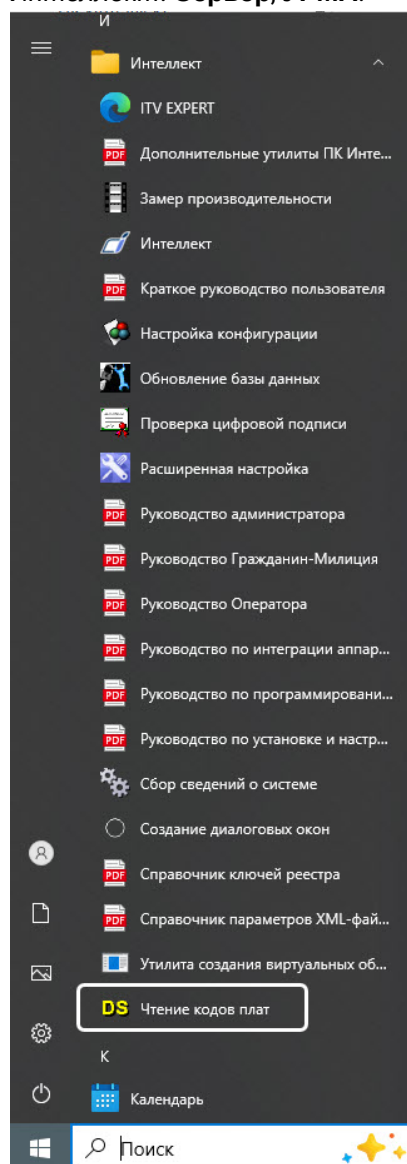 И
Интеллект
ITV EXPERT
Дополнительные утилиты ПК Инте...
Замер производительности
Интеллект
Краткое руководство пользователя
Настройка конфигурации
Обновление базы данных
Проверка цифровой подписи
Расширенная настройка
Руководство администратора
Руководство Гражданин-Милиция
Руководство Оператора
Руководство по интеграции аппар...
Руководство по программировани...
Руководство по установке и настр...
Сбор сведений о системе
Создание диалоговых окон
Справочник ключей реестра
Справочник параметров XML-фай...
Утилита создания виртуальных об...
DS Чтение кодов плат
К
Календарь
Поиск